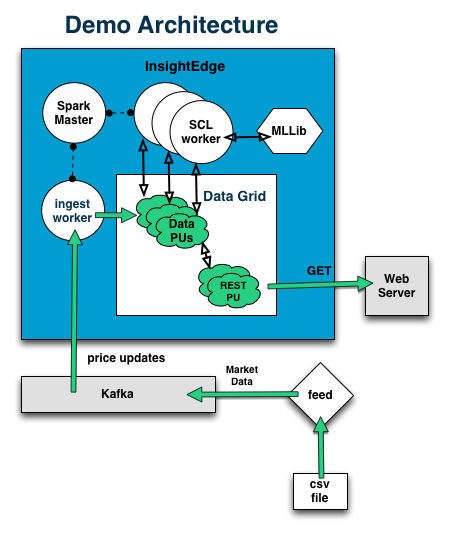 Demo Architecture
InsightEdge
Spark
Master
SCL
worker
MLLib
ingest
worker
Data Grid
Data
PUs
REST
PU
GET
Web
Server
price updates
Market
Data
Kafka
feed
csv
file